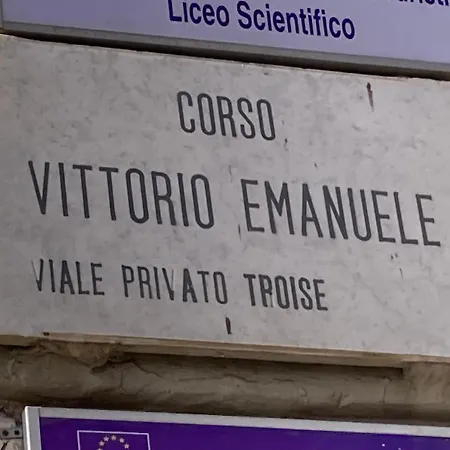 Liceo Scientifico
CORSO
VITTORIO EMANUELE
VIALE PRIVATO TROISE